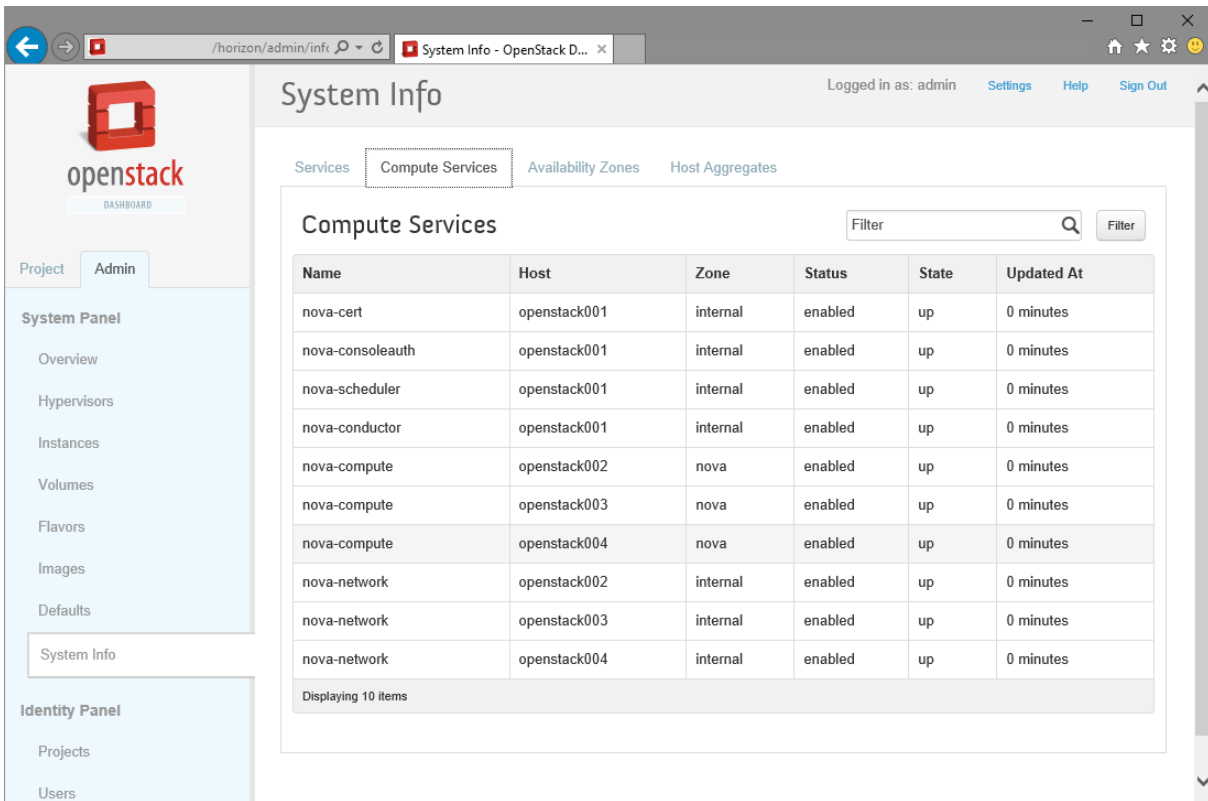 /horizon/admin/info System Info - OpenStack D...
System Info
Logged in as: admin Settings Help Sign Out
openstack
DASHBOARD
Project Admin
System Panel
Overview
Hypervisors
Instances
Volumes
Flavors
Images
Defaults
System Info
Identity Panel
Projects
Users
Services Compute Services Availability Zones Host Aggregates
Compute Services
Filter Filter
Name Host Zone Status State Updated At
nova-cert openstack001 internal enabled up 0 minutes
nova-consoleauth openstack001 internal enabled up 0 minutes
nova-scheduler openstack001 internal enabled up 0 minutes
nova-conductor openstack001 internal enabled up 0 minutes
nova-compute openstack002 nova enabled up 0 minutes
nova-compute openstack003 nova enabled up 0 minutes
nova-compute openstack004 nova enabled up 0 minutes
nova-network openstack002 internal enabled up 0 minutes
nova-network openstack003 internal enabled up 0 minutes
nova-network openstack004 internal enabled up 0 minutes
Displaying 10 items